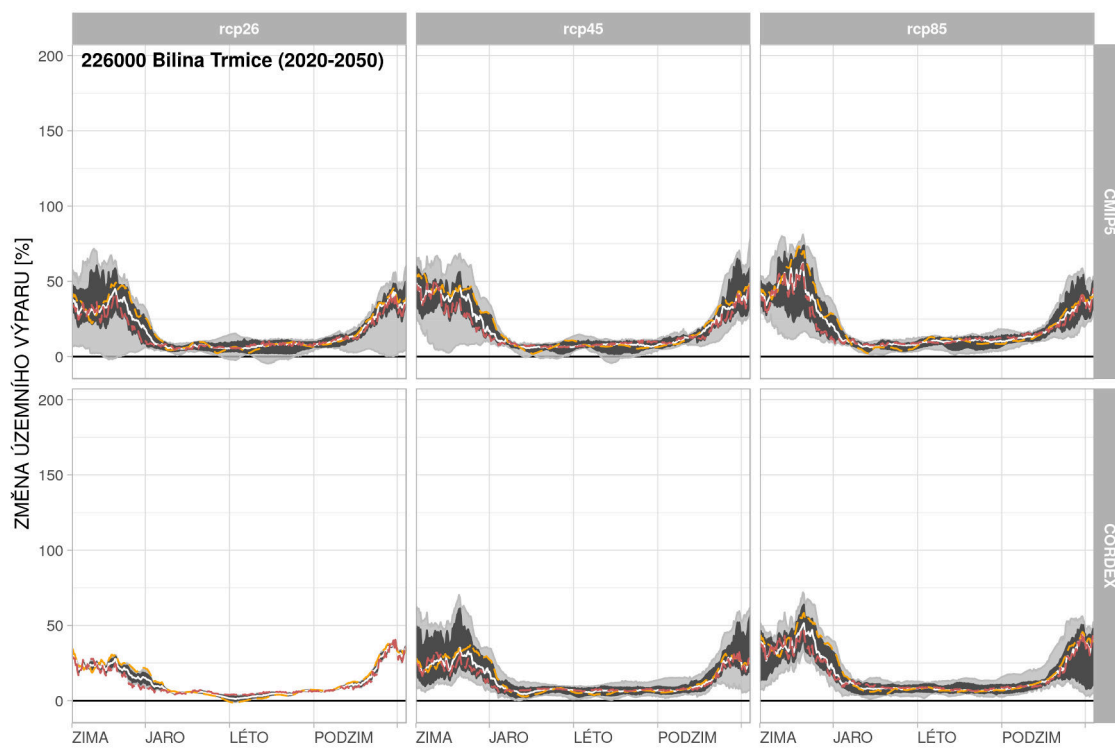 rcp26 rcp45 rcp85
226000 Bilina Trmice (2020-2050)
ZMĚNA ÚZEMNÍHO VÝPARU [%]
200
150
100
50
0
CMIP5
200
150
100
50
0
CORDEX
ZIMA JARO LÉTO PODZIM ZIMA JARO LÉTO PODZIM ZIMA JARO LÉTO PODZIM